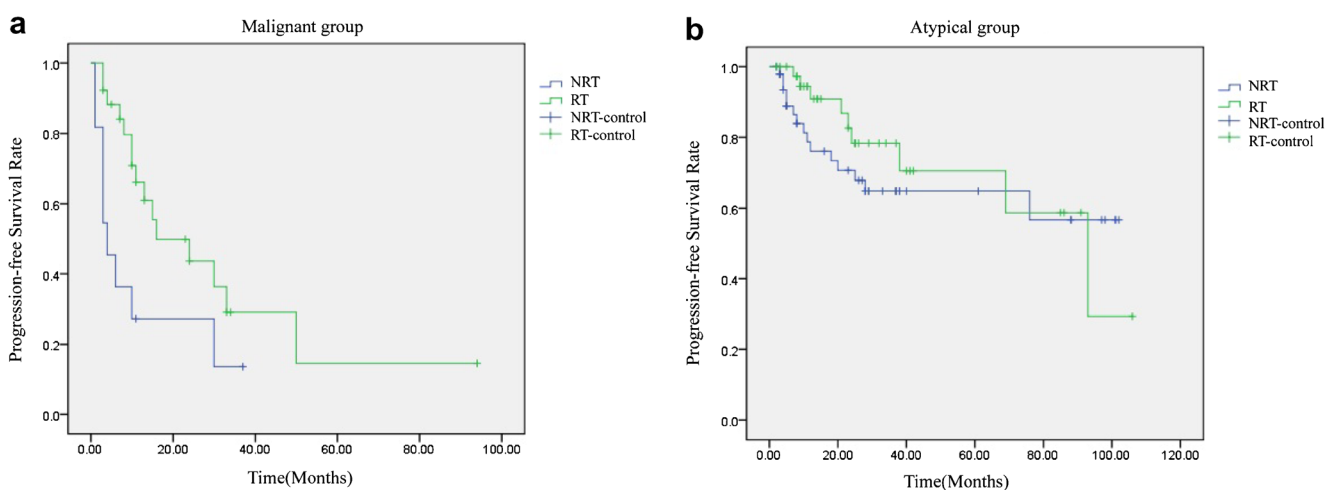 a
Malignant group
Progression-free Survival Rate
1.0
0.8
0.6
0.4
0.2
0.0
0.00 20.00 40.00 60.00 80.00 100.00
Time(Months)
NRT
RT
NRT-control
RT-control
b
Atypical group
Progression-free Survival Rate
1.0
0.8
0.6
0.4
0.2
0.0
0.00 20.00 40.00 60.00 80.00 100.00 120.00
Time(Months)
NRT
RT
NRT-control
RT-control